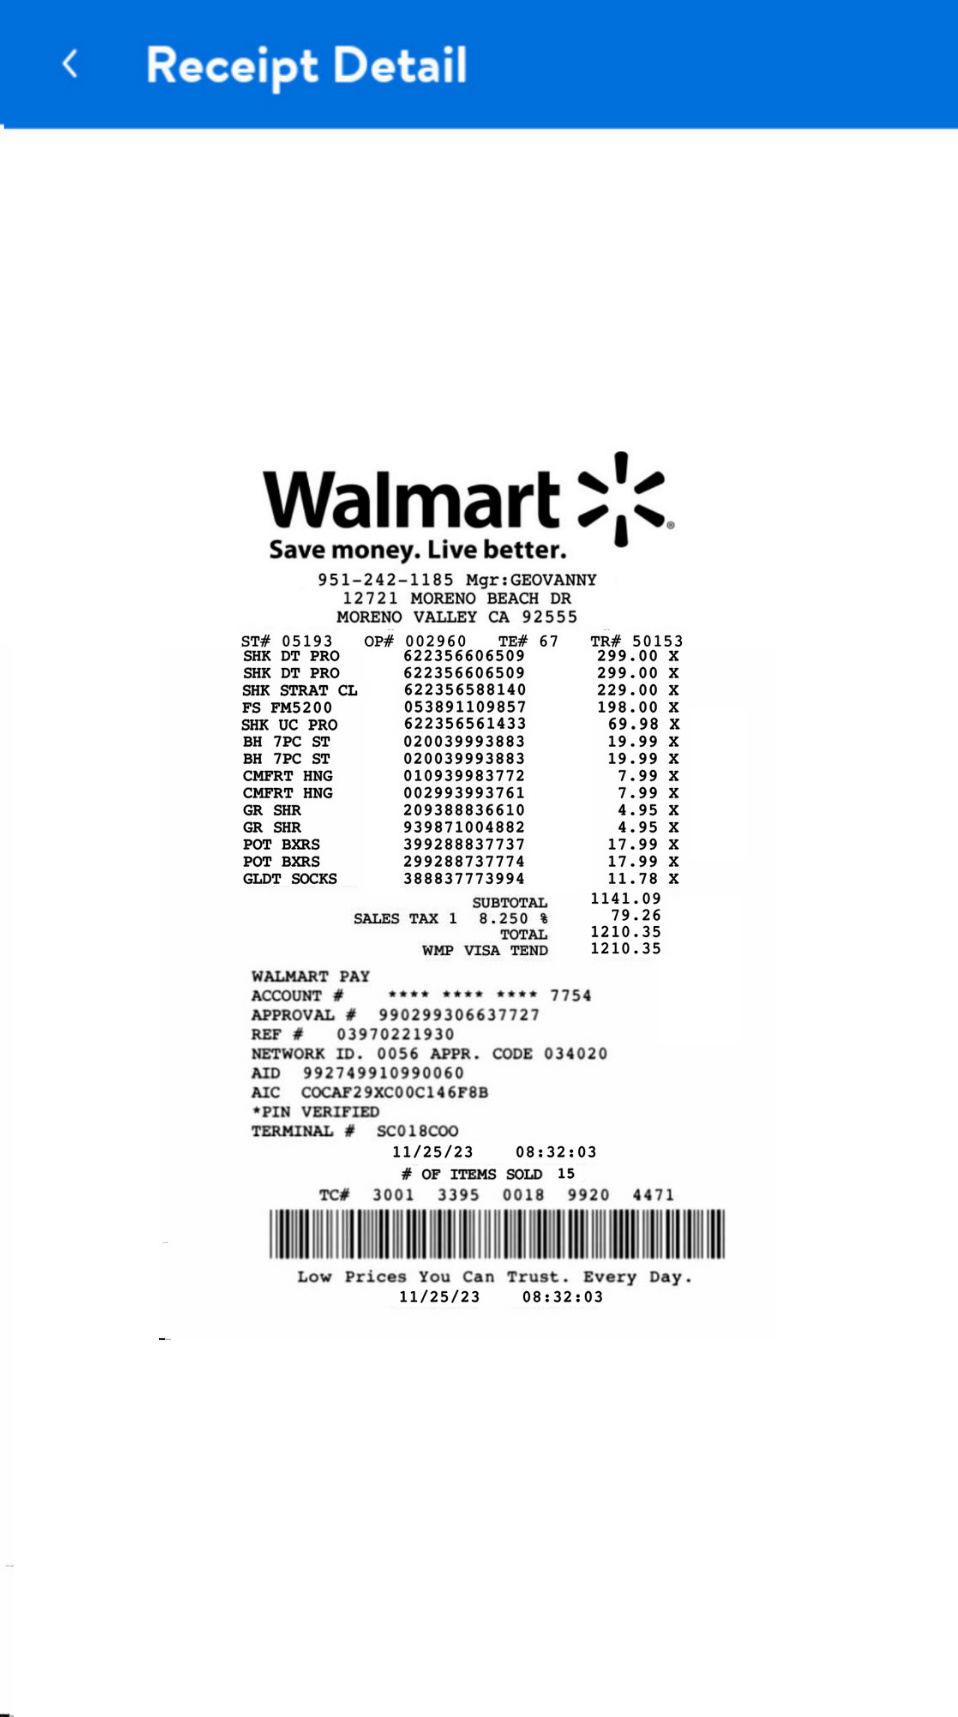 Receipt Detail
Walmart
Save money. Live better.
951-242-1185 Mgr:GEOVANNY
12721 MORENO BEACH DR
MORENO VALLEY CA 92555
ST# 05193 OP# 002960 TE# 67 TR# 50153
SHK DT PRO 622356606509 299.00 X
SHK DT PRO 622356606509 299.00 X
SHK STRAT CL 622356588140 229.00 X
FS FM5200 053891109857 198.00 X
SHK UC PRO 622356561433 69.98 X
BH 7PC ST 020039993883 19.99 X
BH 7PC ST 020039993883 19.99 X
CMFRT HNG 010939983772 7.99 X
CMFRT HNG 002993993761 7.99 X
GR SHR 209388836610 4.95 X
GR SHR 939871004882 4.95 X
POT BXRS 399288837737 17.99 X
POT BXRS 299288737774 17.99 X
GLDT SOCKS 388837773994 11.78 X
SUBTOTAL 1141.09
SALES TAX 1 8.250 % 79.26
TOTAL 1210.35
WMP VISA TEND 1210.35
WALMART PAY
ACCOUNT # **** **** **** 7754
APPROVAL # 990299306637727
REF # 03970221930
NETWORK ID. 0056 APPR. CODE 034020
AID 992749910990060
AIC COCAF29XC00C146F8B
*PIN VERIFIED
TERMINAL # SC018COO
11/25/23 08:32:03
# OF ITEMS SOLD 15
TC# 3001 3395 0018 9920 4471
Low Prices You Can Trust. Every Day.
11/25/23 08:32:03